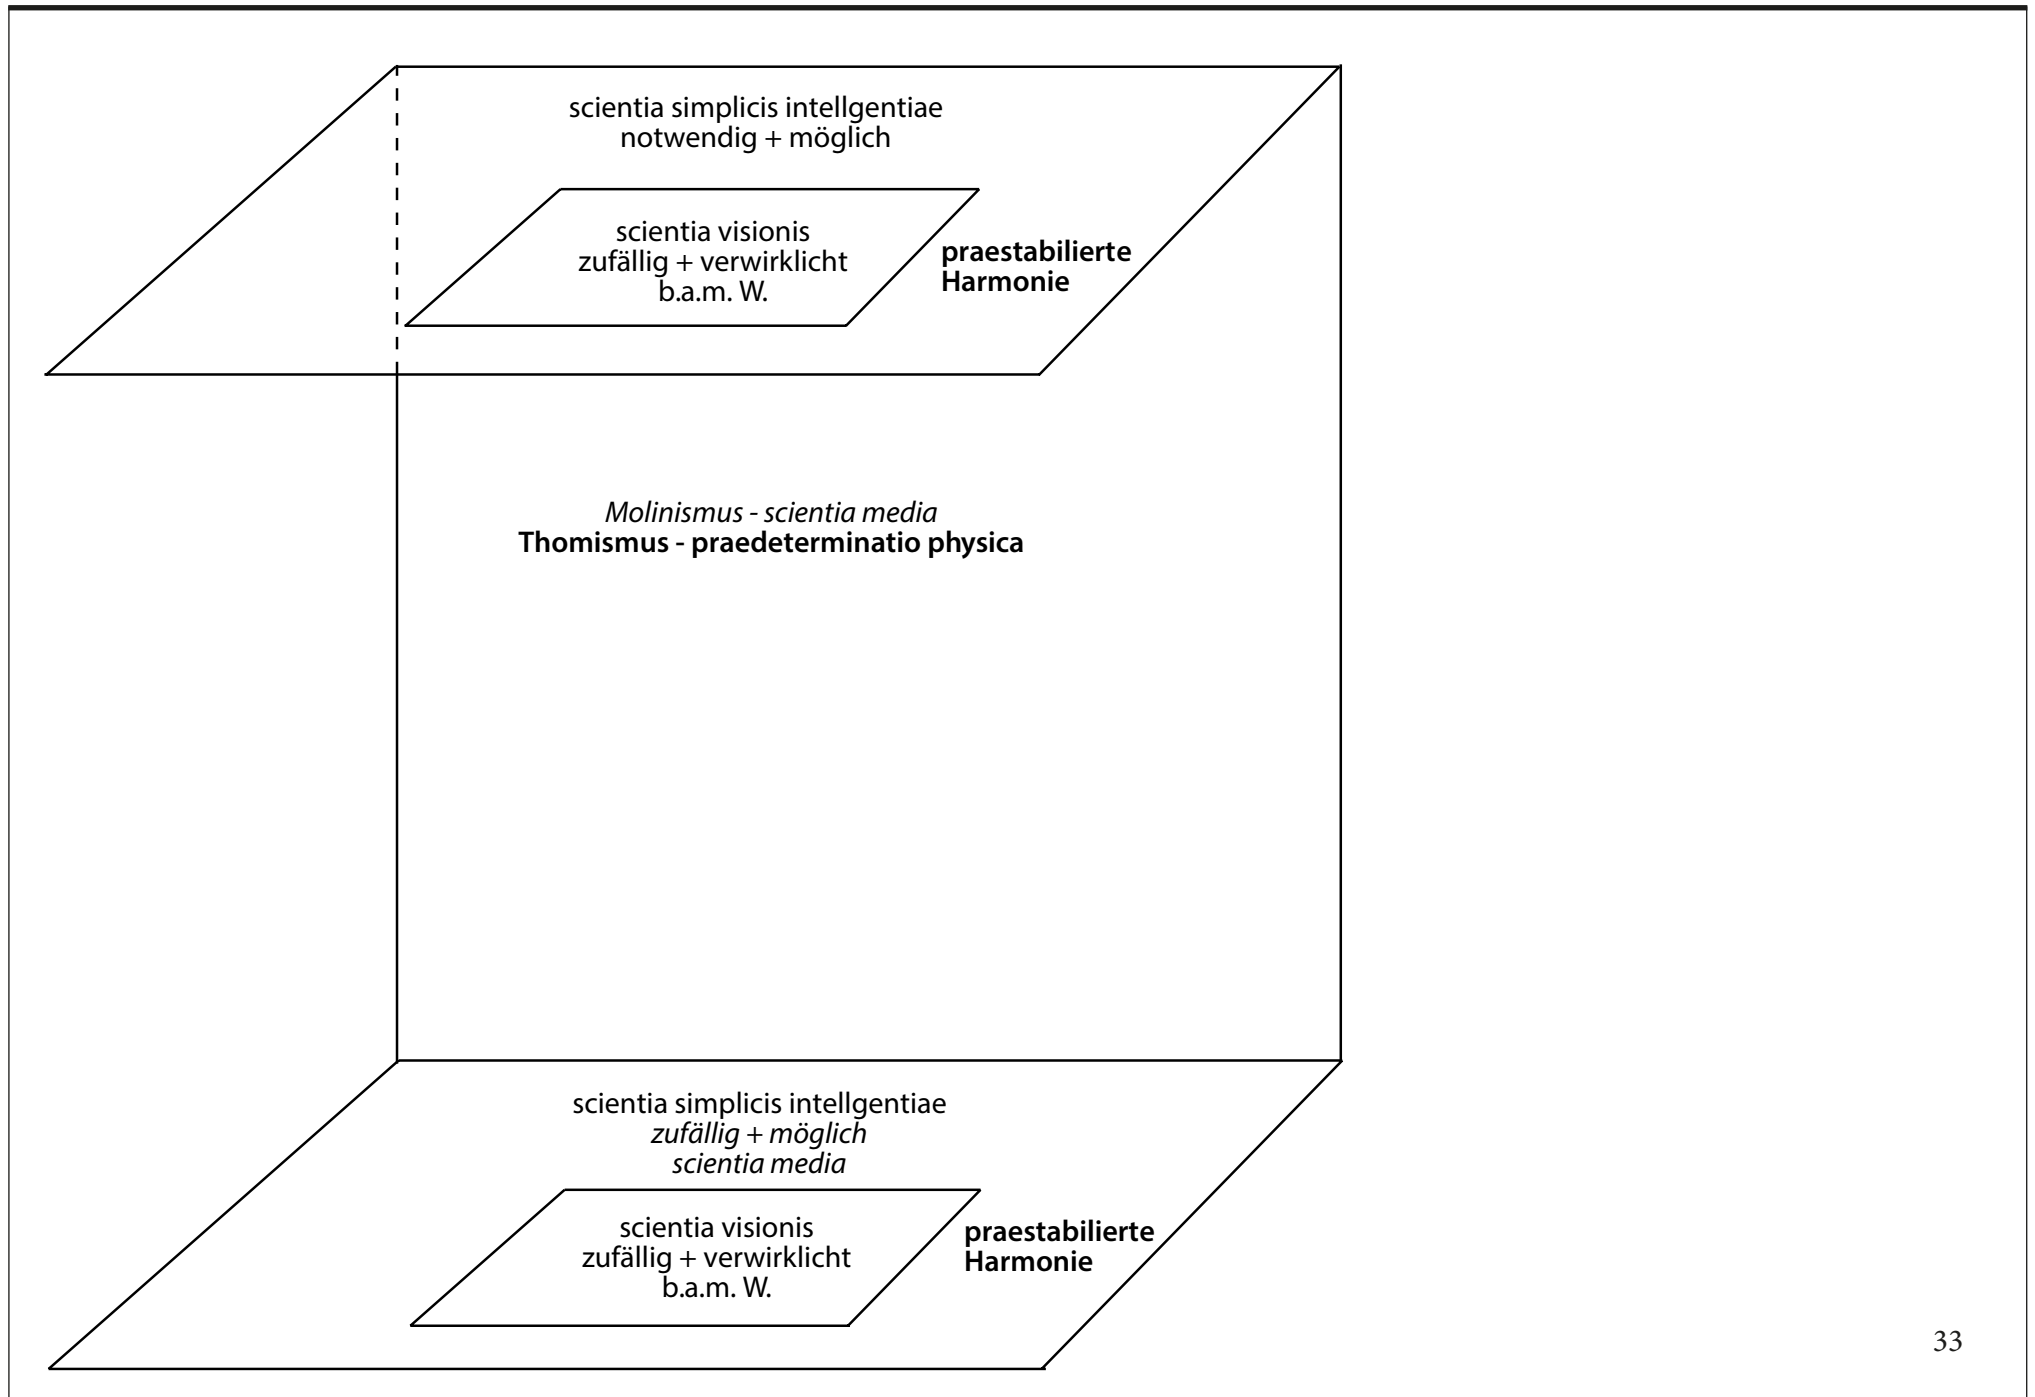 scientia simplicis intellgentiae
notwendig + möglich
scientia visionis
zufällig + verwirklicht
b.a.m. W.
praestabilierte
Harmonie
Molinismus - scientia media
Thomismus - praedeterminatio physica
scientia simplicis intellgentiae
zufällig + möglich
scientia media
scientia visionis
zufällig + verwirklicht
b.a.m. W.
praestabilierte
Harmonie
33